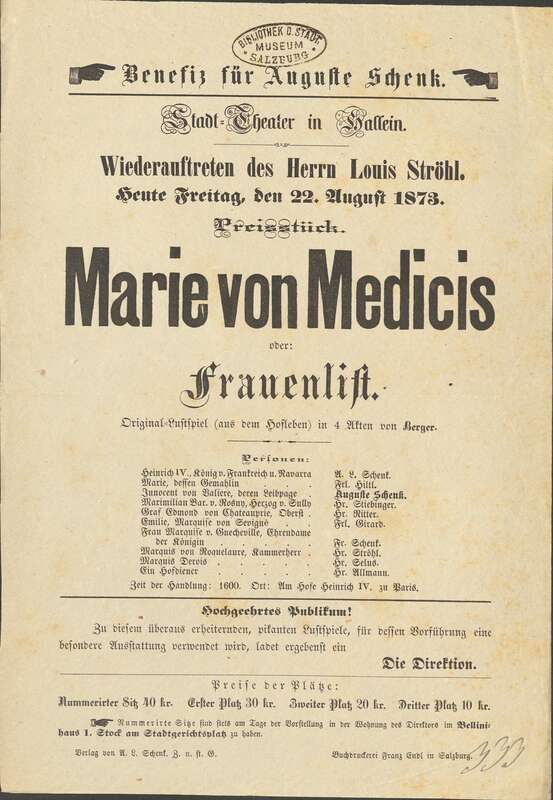 BIBLIOTHEK D. STÄDT.
MUSEUM
SALZBURG
Benefiz für Auguste Schenk.
Stadt-Theater in Hallein.
Wiederauftreten des Herrn Louis Ströhl.
Heute Freitag, den 22. August 1873.
Preisstück.
Marie von Medicis
oder:
Frauenlist.
Original-Lustspiel (aus dem Hofleben) in 4 Akten von Berger.
Personen:
Heinrich IV., König v. Frankreich u. Navarra A. L. Schenk.
Marie, dessen Gemahlin . . . Frl. Hiltl.
Innocent von Valiere, deren Leibpage . Auguste Schenk.
Maximilian Bar. v. Rosny, Herzog v. Sully Hr. Stiebinger.
Graf Edmond von Chateauprie, Oberst . Hr. Ritter.
Emilie, Marquise von Sevigné . . Frl. Girard.
Frau Marquise v. Guecheville, Ehrendame
der Königin . . . . . Fr. Schenk.
Marquis von Roquelaure, Kammerherr . Hr. Ströhl.
Marquis Dervis . . . . . Hr. Selus.
Ein Hofdiener . . . . . Hr. Allmann.
Zeit der Handlung: 1600. Ort: Am Hofe Heinrich IV. zu Paris.
Hochgeehrtes Publikum!
Zu diesem überaus erheiternden, pikanten Lustspiele, für dessen Vorführung eine
besondere Ausstattung verwendet wird, ladet ergebenst ein
Die Direktion.
Preise der Plätze:
Nummerirter Sitz 40 kr. Erster Platz 30 kr. Zweiter Platz 20 kr. Dritter Platz 10 kr.
Nummerirte Sitze sind stets am Tage der Vorstellung in der Wohnung des Direktors im Bellini-
haus 1. Stock am Stadtgerichtsplatz zu haben.
Verlag von A. L. Schenk. Z. n. st. G. Buchdruckerei Franz Endl in Salzburg.
333